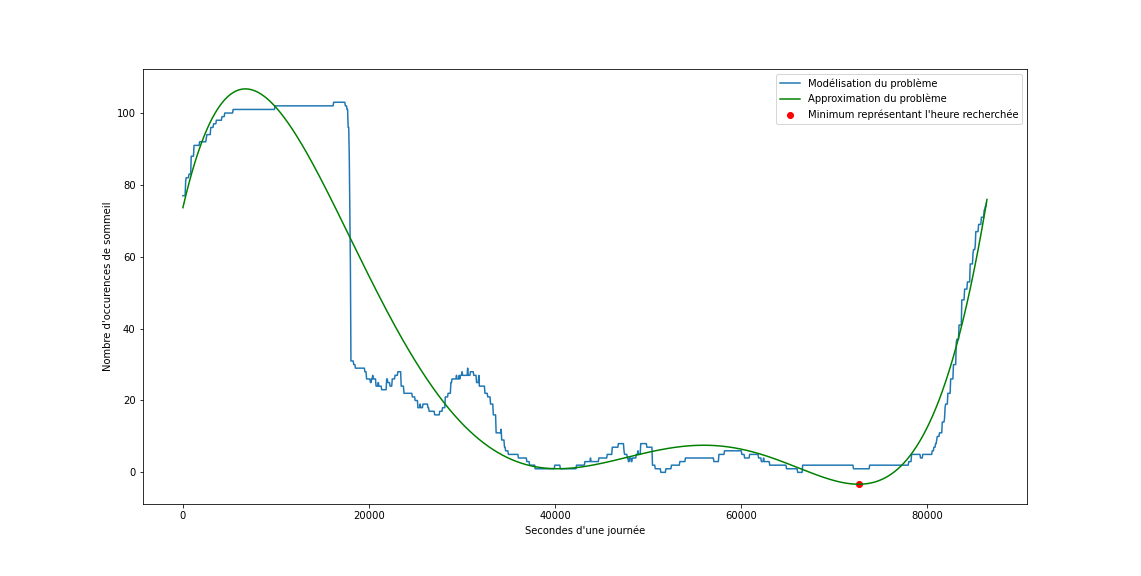 Modélisation du problème
Approximation du problème
Minimum représentant l'heure recherchée
Nombre d'occurences de sommeil
100
80
60
40
20
0
0 20000 40000 60000 80000
Secondes d'une journée